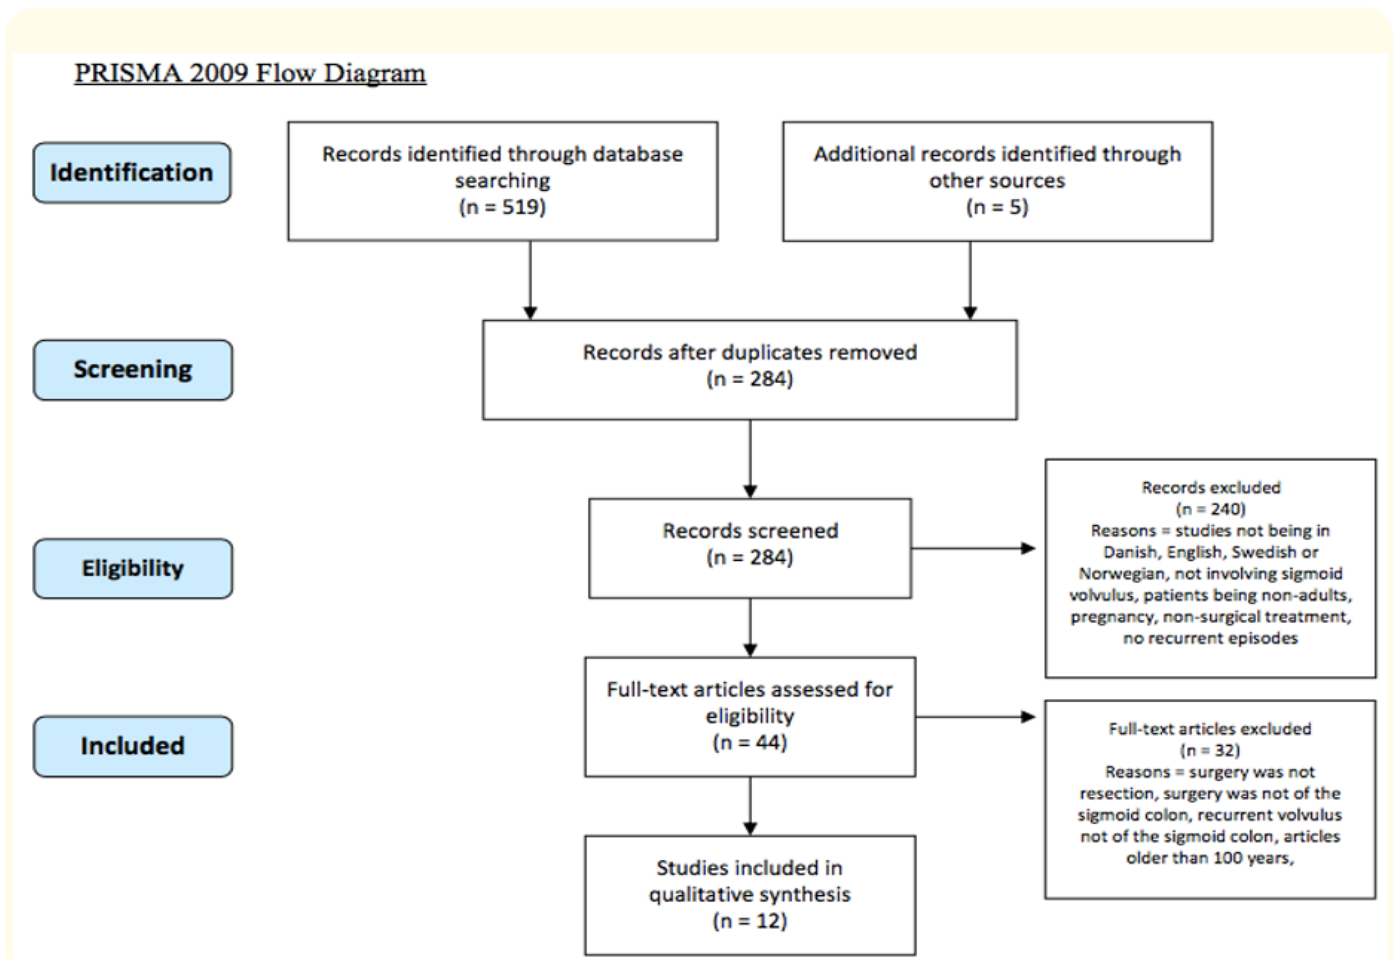 PRISMA 2009 Flow Diagram
Identification
Records identified through database
searching
(n = 519)
Additional records identified through
other sources
(n = 5)
Screening
Records after duplicates removed
(n = 284)
Eligibility
Records screened
(n = 284)
Records excluded
(n = 240)
Reasons = studies not being in
Danish, English, Swedish or
Norwegian, not involving sigmoid
volvulus, patients being non-adults,
pregnancy, non-surgical treatment,
no recurrent episodes
Included
Full-text articles assessed for
eligibility
(n = 44)
Full-text articles excluded
(n = 32)
Reasons = surgery was not
resection, surgery was not of the
sigmoid colon, recurrent volvulus
not of the sigmoid colon, articles
older than 100 years,
Studies included in
qualitative synthesis
(n = 12)